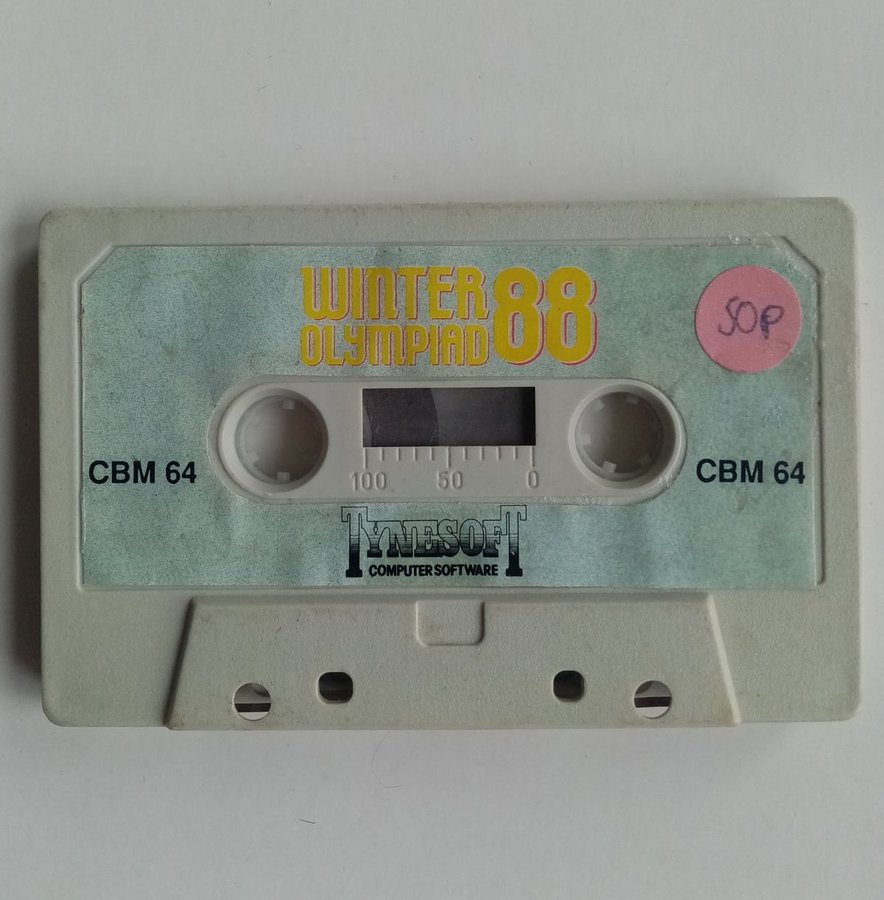 WINTER
OLYMPIAD 88
50P
CBM 64
CBM 64
100 50 0
TYNESOFT
COMPUTER SOFTWARE